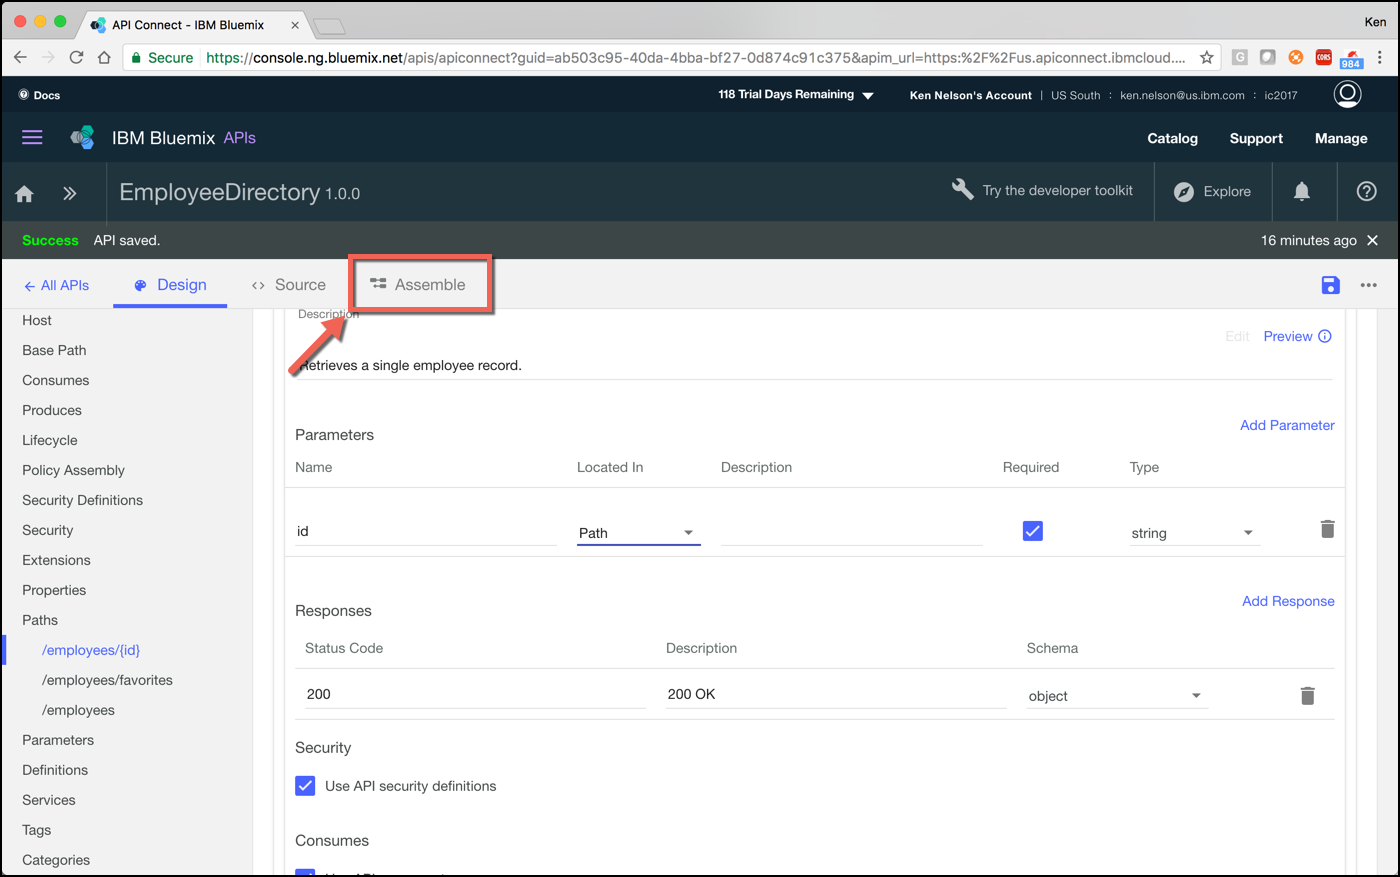 API Connect - IBM Bluemix
Ken
Secure https://console.ng.bluemix.net/apis/apiconnect?guid=ab503c95-40da-4bba-bf27-0d874c91c375&apim_url=https:%2F%2Fus.apiconnect.ibmcloud....
G
CORS
984
Docs
118 Trial Days Remaining
Ken Nelson's Account | US South : ken.nelson@us.ibm.com : ic2017
IBM Bluemix APIs
Catalog Support Manage
EmployeeDirectory 1.0.0
Try the developer toolkit
Explore
Success API saved.
16 minutes ago
All APIs
Design
Source
Assemble
Host
Base Path
Consumes
Produces
Lifecycle
Policy Assembly
Security Definitions
Security
Extensions
Properties
Paths
/employees/{id}
/employees/favorites
/employees
Parameters
Definitions
Services
Tags
Categories
Description
Edit Preview
Retrieves a single employee record.
Parameters
Add Parameter
Name Located In Description Required Type
id Path string
Responses
Add Response
Status Code Description Schema
200 200 OK object
Security
Use API security definitions
Consumes